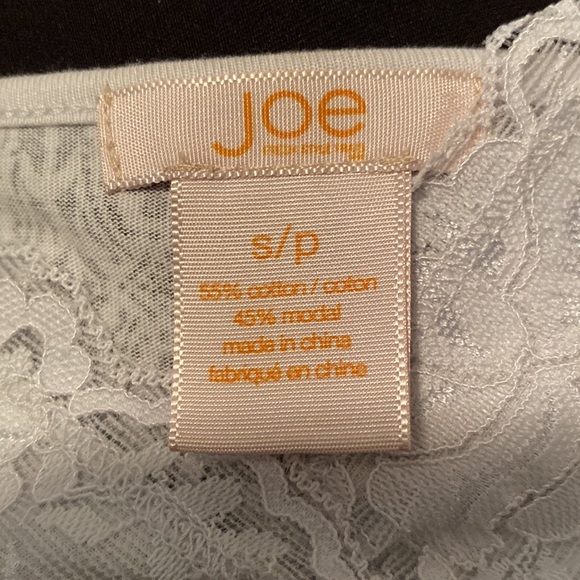 Joe
s/p
55% cotton / coton
45% modal
made in china
fabriqué en chine